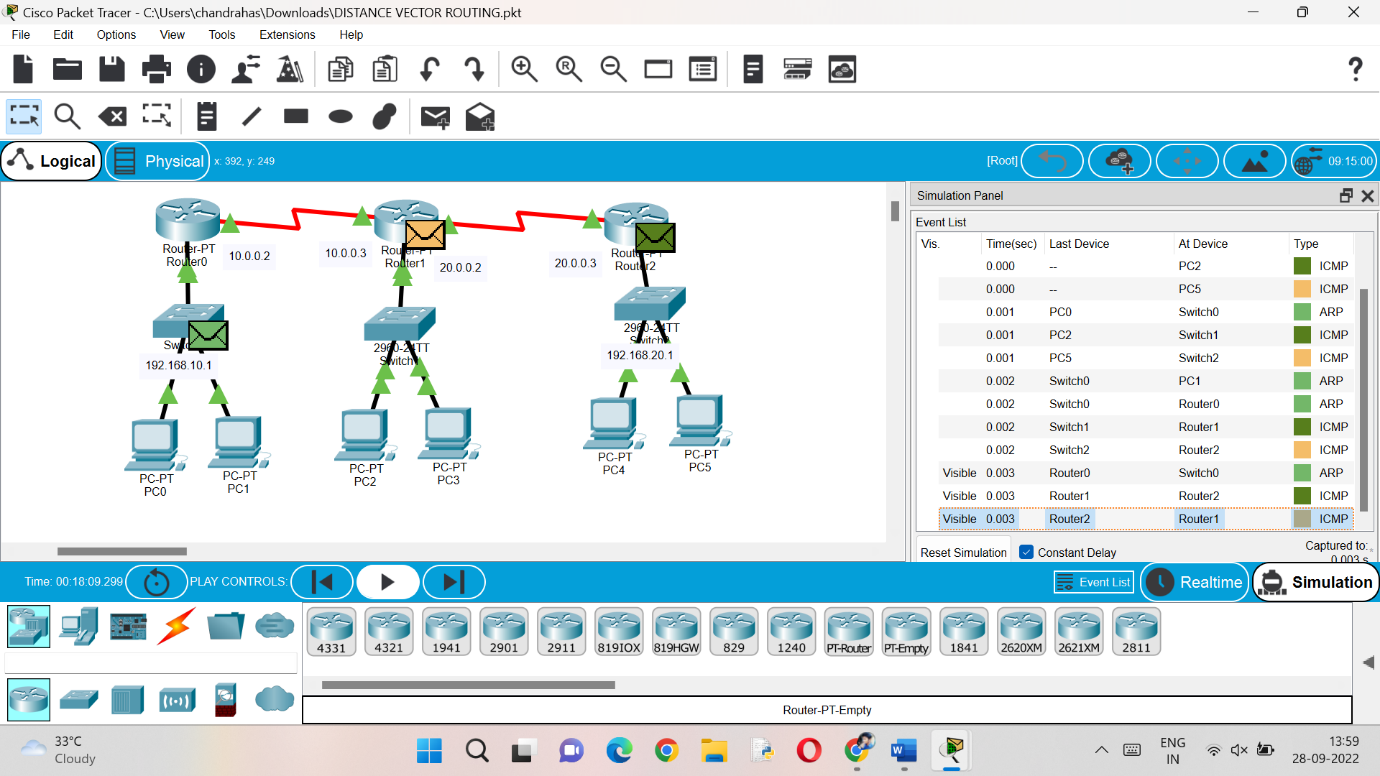 Cisco Packet Tracer - C:\Users\chandrahas\Downloads\DISTANCE VECTOR ROUTING.pkt
File Edit Options View Tools Extensions Help
Logical Physical x: 392, y: 249 [Root] 09:15:00
Router-PT
Router0
10.0.0.2
10.0.0.3
Router1
20.0.0.2
20.0.0.3
Router2
192.168.10.1
2960-24TT
2960-24TT
192.168.20.1
PC-PT
PC0
PC-PT
PC1
PC-PT
PC2
PC-PT
PC3
PC-PT
PC4
PC-PT
PC5
Simulation Panel
Event List
Vis. Time(sec) Last Device At Device Type
0.000 -- PC2 ICMP
0.000 -- PC5 ICMP
0.001 PC0 Switch0 ARP
0.001 PC2 Switch1 ICMP
0.001 PC5 Switch2 ICMP
0.002 Switch0 PC1 ARP
0.002 Switch0 Router0 ARP
0.002 Switch1 Router1 ICMP
0.002 Switch2 Router2 ICMP
Visible 0.003 Router0 Switch0 ARP
Visible 0.003 Router1 Router2 ICMP
Visible 0.003 Router2 Router1 ICMP
Reset Simulation Constant Delay Captured to:
0.003 s
Time: 00:18:09.299 PLAY CONTROLS: Event List Realtime Simulation
4331 4321 1941 2901 2911 819IOX 819HGW 829 1240 PT-Router PT-Empty 1841 2620XM 2621XM 2811
Router-PT-Empty
33°C
Cloudy
ENG
IN
13:59
28-09-2022